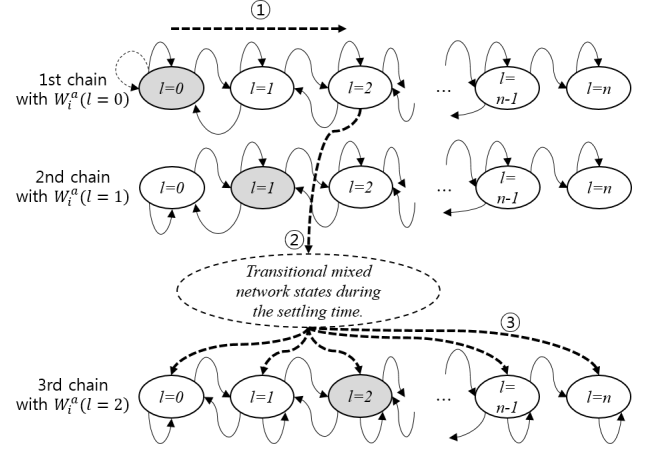 ①
1st chain
with W_i^a(l = 0)
l=0
l=1
l=2
...
l=
n-1
l=n
2nd chain
with W_i^a(l = 1)
l=0
l=1
l=2
...
l=
n-1
l=n
②
Transitional mixed
network states during
the settling time.
③
3rd chain
with W_i^a(l = 2)
l=0
l=1
l=2
...
l=
n-1
l=n